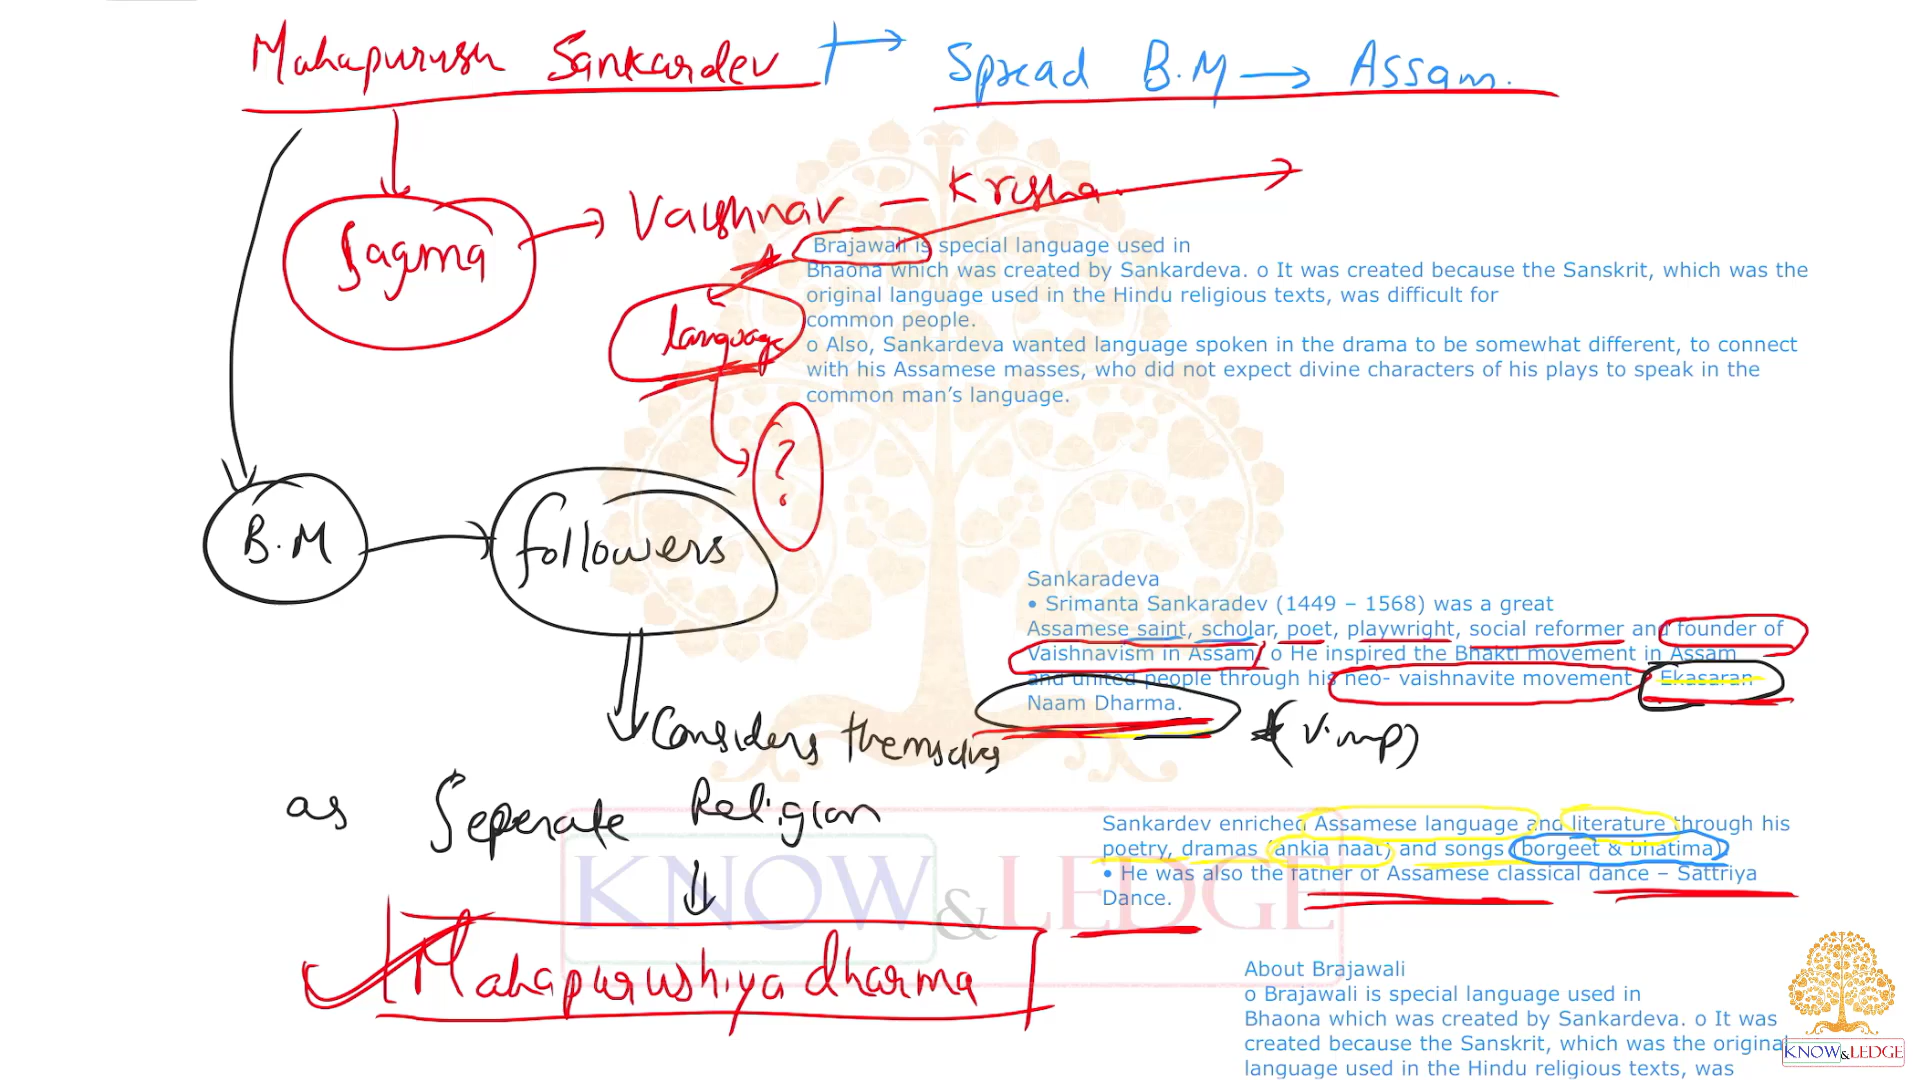 Mahapurush Sankardev → Spread B.M → Assam.
Sagma → Vaishnav – Krishna
Brajawali is special language used in
Bhaona which was created by Sankardeva. o It was created because the Sanskrit, which was the
original language used in the Hindu religious texts, was difficult for
common people.
o Also, Sankardeva wanted language spoken in the drama to be somewhat different, to connect
with his Assamese masses, who did not expect divine characters of his plays to speak in the
common man's language.
language
?
B.M → followers
Sankaradeva
• Srimanta Sankaradev (1449 – 1568) was a great
Assamese saint, scholar, poet, playwright, social reformer and founder of
Vaishnavism in Assam. o He inspired the Bhakti movement in Assam
and united people through his neo- vaishnavite movement Ekasaran
Naam Dharma.
(V.imp)
Considers themselves
as Seperate Religion
Sankardev enriched Assamese language and literature through his
poetry, dramas (ankia naat) and songs (borgeet & bhatima).
• He was also the father of Assamese classical dance – Sattriya
Dance.
KNOW&LEDGE
Mahapurushiya dharma
About Brajawali
o Brajawali is special language used in
Bhaona which was created by Sankardeva. o It was
created because the Sanskrit, which was the original
language used in the Hindu religious texts, was
KNOW&LEDGE